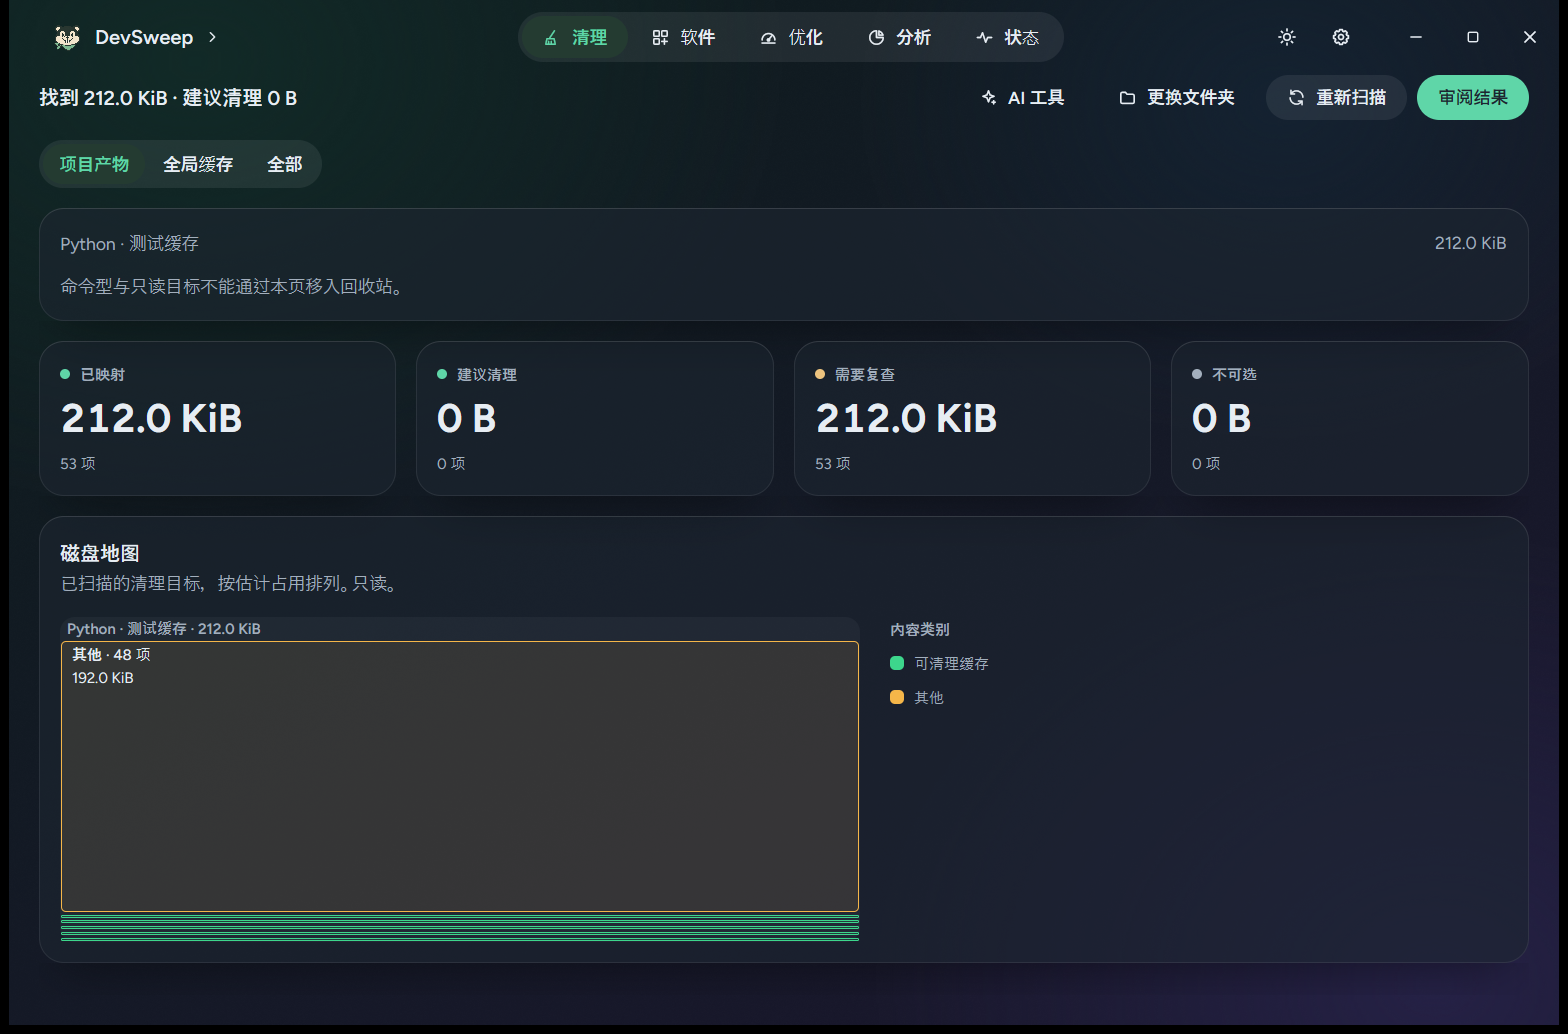 DevSweep
清理
软件
优化
分析
状态
找到 212.0 KiB · 建议清理 0 B
AI 工具
更换文件夹
重新扫描
审阅结果
项目产物
全局缓存
全部
Python · 测试缓存
212.0 KiB
命令型与只读目标不能通过本页移入回收站。
已映射
212.0 KiB
53 项
建议清理
0 B
0 项
需要复查
212.0 KiB
53 项
不可选
0 B
0 项
磁盘地图
已扫描的清理目标，按估计占用排列。只读。
Python · 测试缓存 · 212.0 KiB
其他 · 48 项
192.0 KiB
内容类别
可清理缓存
其他